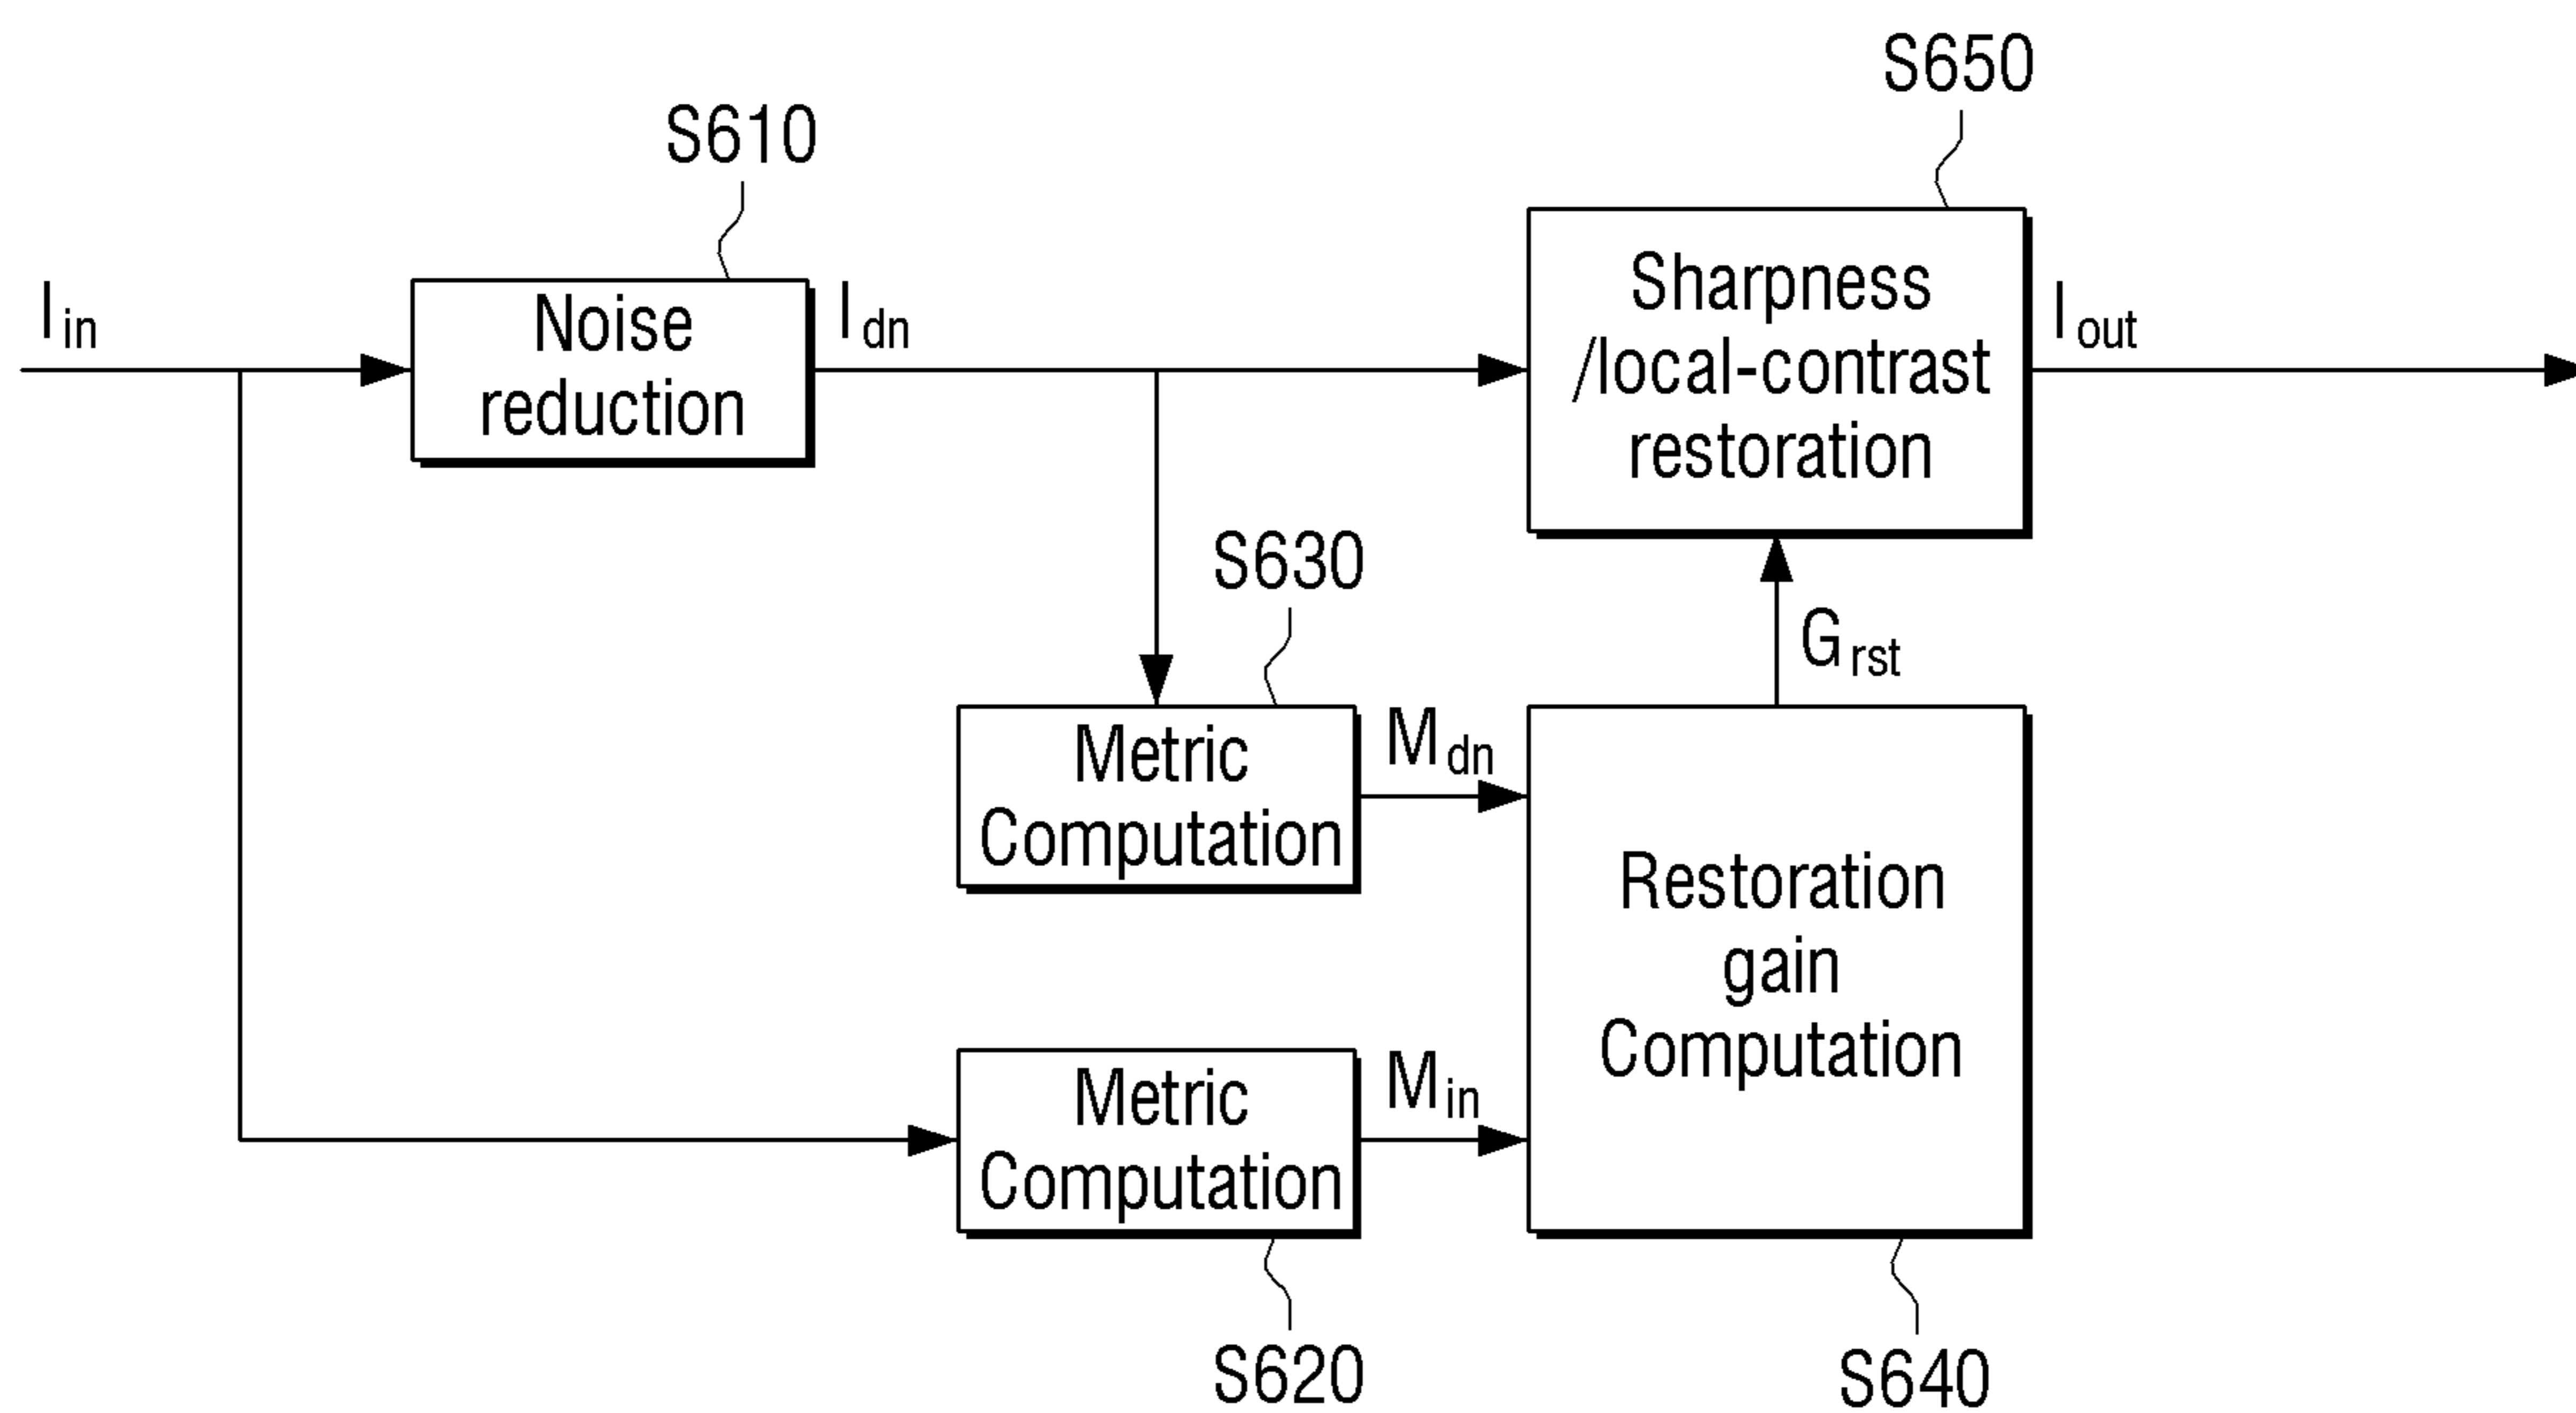 S650
S610
I in
Noise
reduction
I dn
Sharpness
/local-contrast
restoration
I out
S630
G rst
Metric
Computation
M dn
Restoration
gain
Computation
Metric
Computation
M in
S620
S640